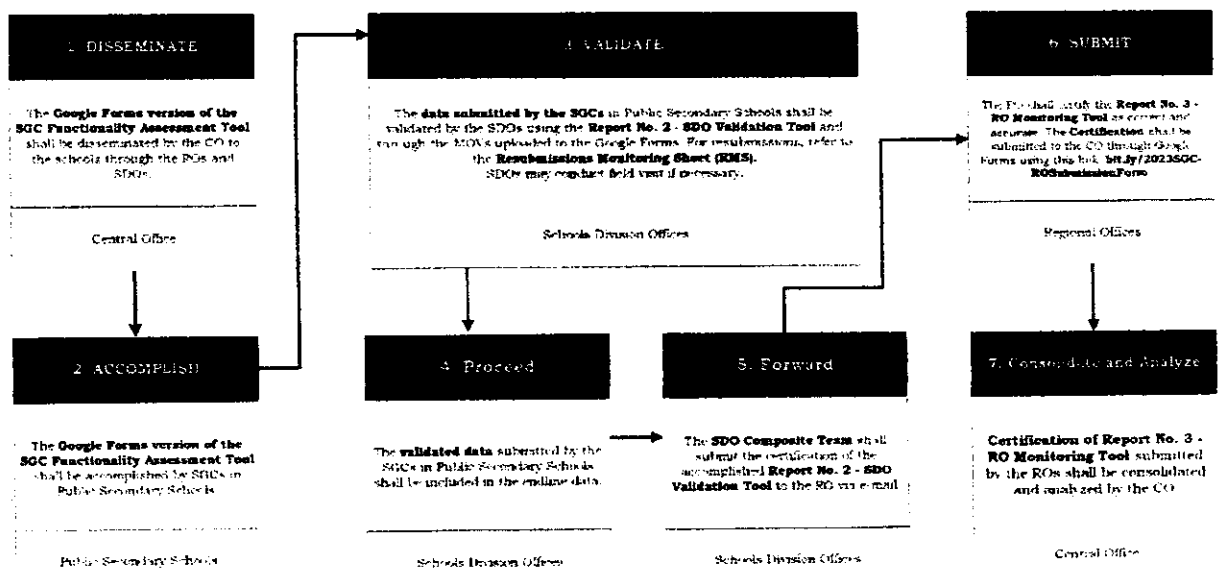 1. DISSEMINATE
The Google Forms version of the
SGC Functionality Assessment Tool
shall be disseminated by the CO to
the schools through the ROs and
SDOs.
Central Office
2. ACCOMPLISH
The Google Forms version of the
SGC Functionality Assessment Tool
shall be accomplished by SGCs in
Public Secondary Schools
Public Secondary Schools
3. VALIDATE
The data submitted by the SGCs in Public Secondary Schools shall be
validated by the SDOs using the Report No. 2 - SDO Validation Tool and
through the MOVs uploaded to the Google Forms. For resubmissions, refer to
the Resubmissions Monitoring Sheet (RMS).
SDOs may conduct field visit if necessary.
Schools Division Offices
4. Proceed
The validated data submitted by the
SGCs in Public Secondary Schools
shall be included in the endline data.
Schools Division Offices
5. Forward
The SDO Composite Team shall
submit the certification of the
accomplished Report No. 2 - SDO
Validation Tool to the RO via e-mail
Schools Division Offices
6. SUBMIT
The shall certify the Report No. 3 -
RO Monitoring Tool as correct and
accurate. The Certification shall be
submitted to the CO through Google
Forms using this link: bit.ly/2023SGC-
ROSubmissionForm
Regional Offices
7. Consolidate and Analyze
Certification of Report No. 3 -
RO Monitoring Tool submitted
by the ROs shall be consolidated
and analyzed by the CO
Central Office